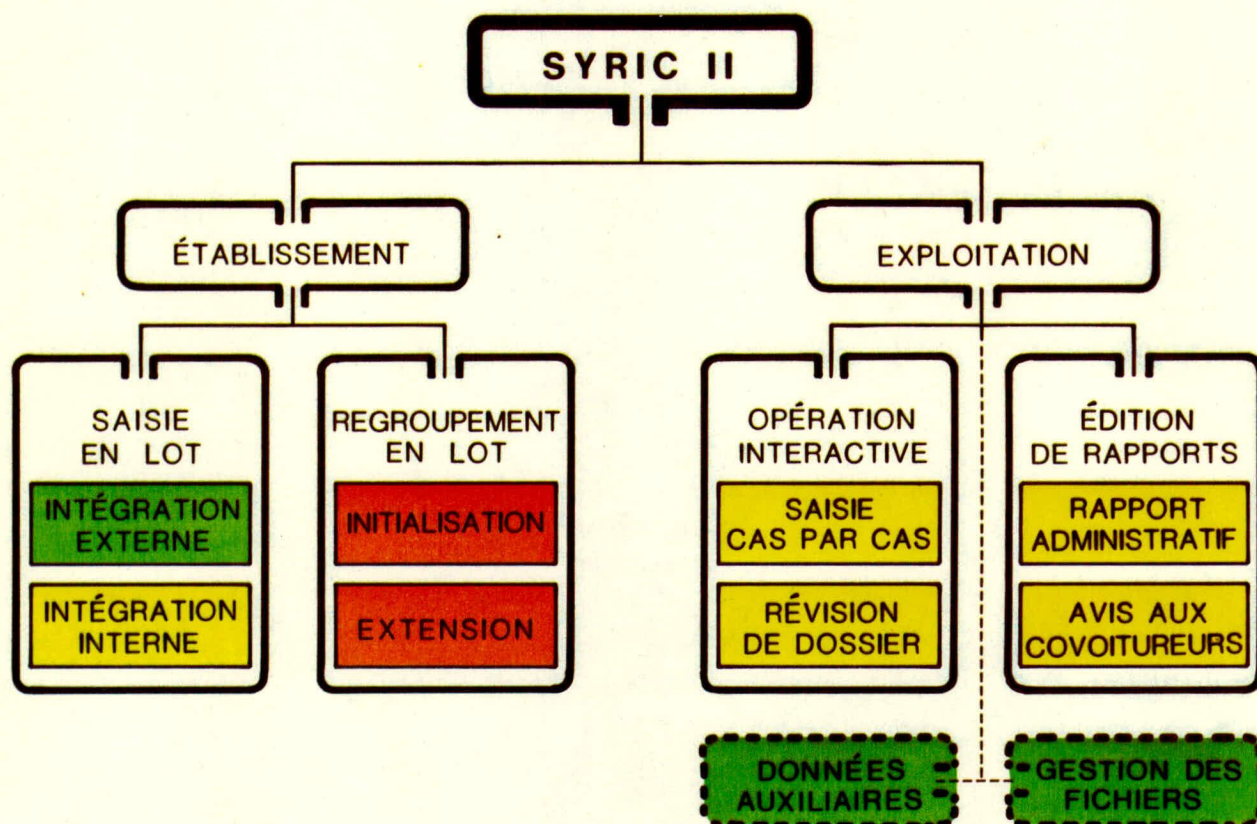 SYRIC II
ÉTABLISSEMENT
EXPLOITATION
SAISIE
EN LOT
INTÉGRATION
EXTERNE
INTÉGRATION
INTERNE
REGROUPEMENT
EN LOT
INITIALISATION
EXTENSION
OPÉRATION
INTERACTIVE
SAISIE
CAS PAR CAS
RÉVISION
DE DOSSIER
ÉDITION
DE RAPPORTS
RAPPORT
ADMINISTRATIF
AVIS AUX
COVOITUREURS
DONNÉES
AUXILIAIRES
GESTION DES
FICHIERS